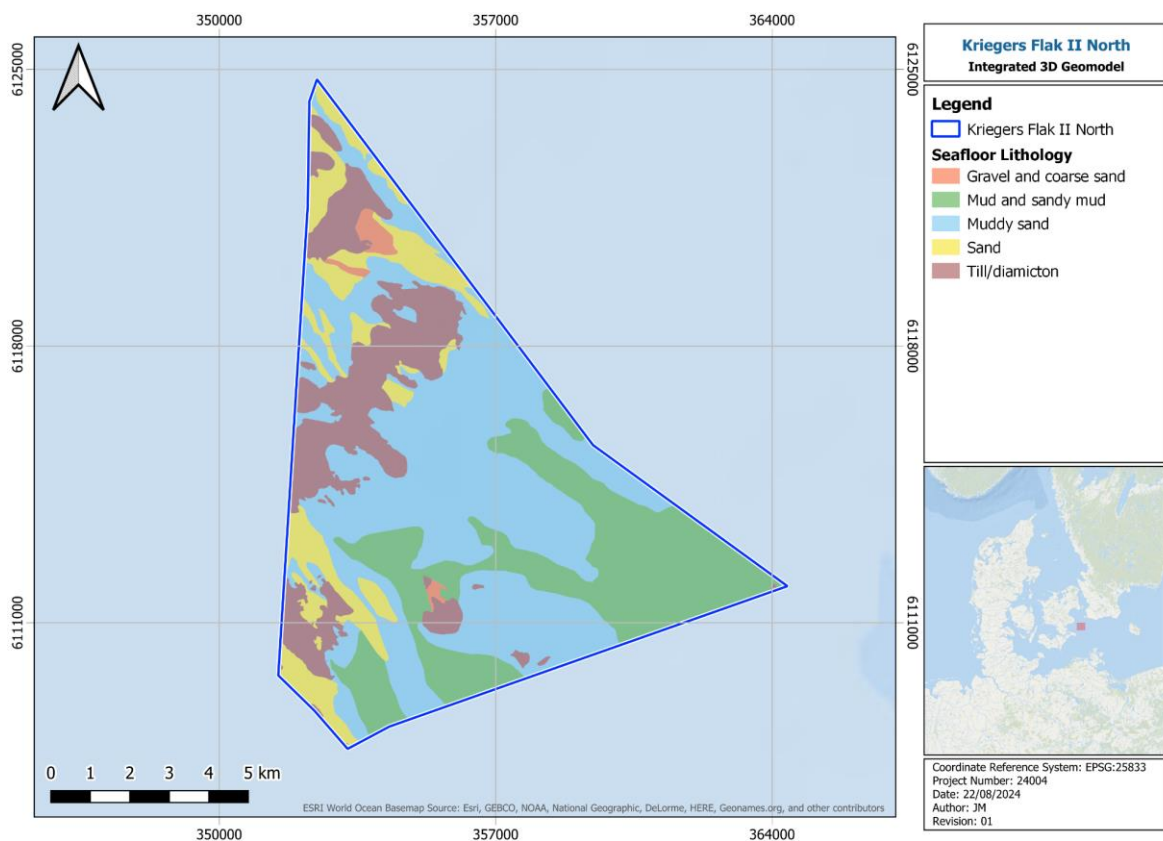 350000
357000
364000
6125000
6118000
6111000
6125000
6118000
6111000
350000
357000
364000
0 1 2 3 4 5 km
ESRI World Ocean Basemap Source: Esri, GEBCO, NOAA, National Geographic, DeLorme, HERE, Geonames.org, and other contributors
Kriegers Flak II North
Integrated 3D Geomodel
Legend
Kriegers Flak II North
Seafloor Lithology
Gravel and coarse sand
Mud and sandy mud
Muddy sand
Sand
Till/diamicton
Coordinate Reference System: EPSG:25833
Project Number: 24004
Date: 22/08/2024
Author: JM
Revision: 01